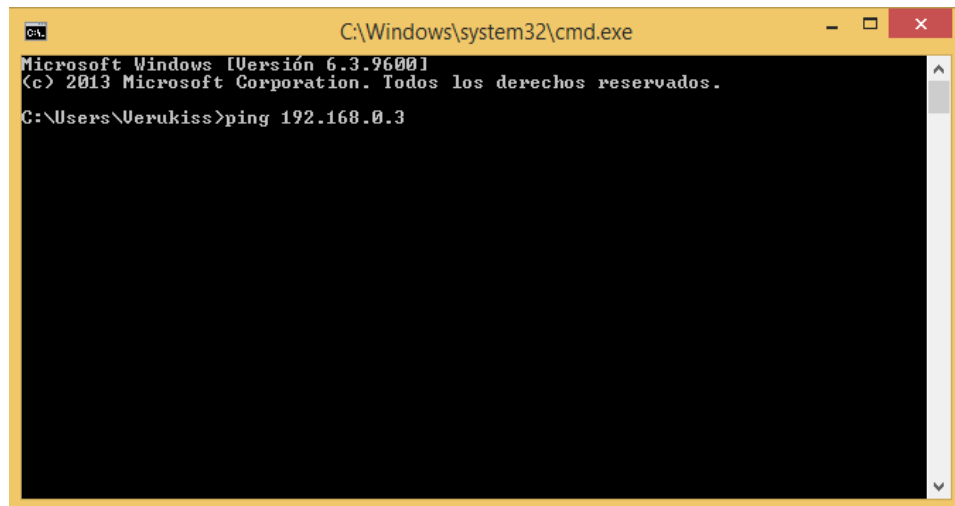 C:\Windows\system32\cmd.exe
Microsoft Windows [Versión 6.3.9600]
(c) 2013 Microsoft Corporation. Todos los derechos reservados.
C:\Users\Verukiss>ping 192.168.0.3